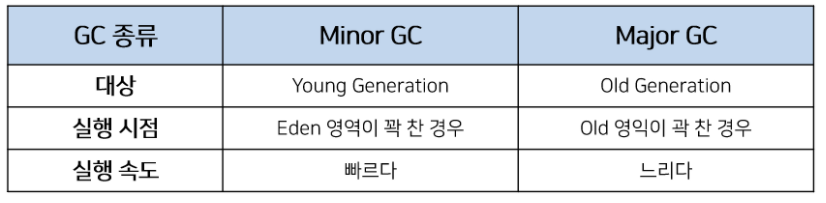 GC 종류 Minor GC Major GC
대상 Young Generation Old Generation
실행 시점 Eden 영역이 꽉 찬 경우 Old 영익이 곽 찬 경우
실행 속도 빠르다 느리다